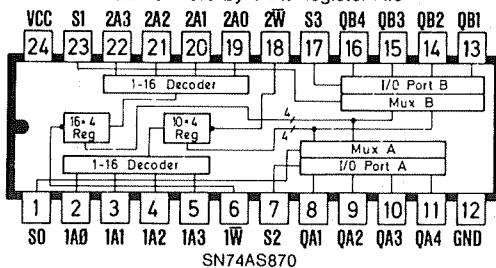 VCC S1 2A3 2A2 2A1 2A0 2W̅ S3 QB4 QB3 QB2 QB1
24 23 22 21 20 19 18 17 16 15 14 13
1-16 Decoder
I/O Port B
Mux B
16*4
Reg
10*4
Reg
4
4
1-16 Decoder
Mux A
I/O Port A
1 2 3 4 5 6 7 8 9 10 11 12
S0 1A0 1A1 1A2 1A3 1W̅ S2 QA1 QA2 QA3 QA4 GND
SN74AS870